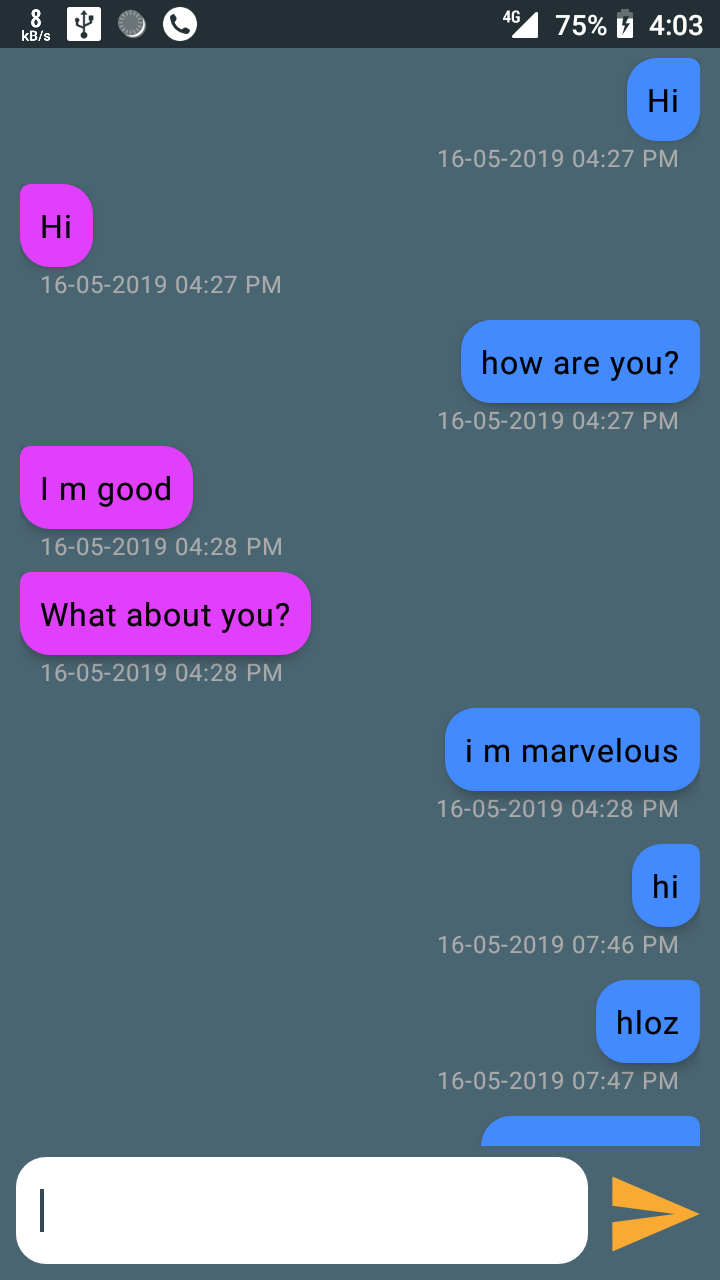 8
kB/s
4G
75%
4:03
Hi
16-05-2019 04:27 PM
Hi
16-05-2019 04:27 PM
how are you?
16-05-2019 04:27 PM
I m good
16-05-2019 04:28 PM
What about you?
16-05-2019 04:28 PM
i m marvelous
16-05-2019 04:28 PM
hi
16-05-2019 07:46 PM
hloz
16-05-2019 07:47 PM